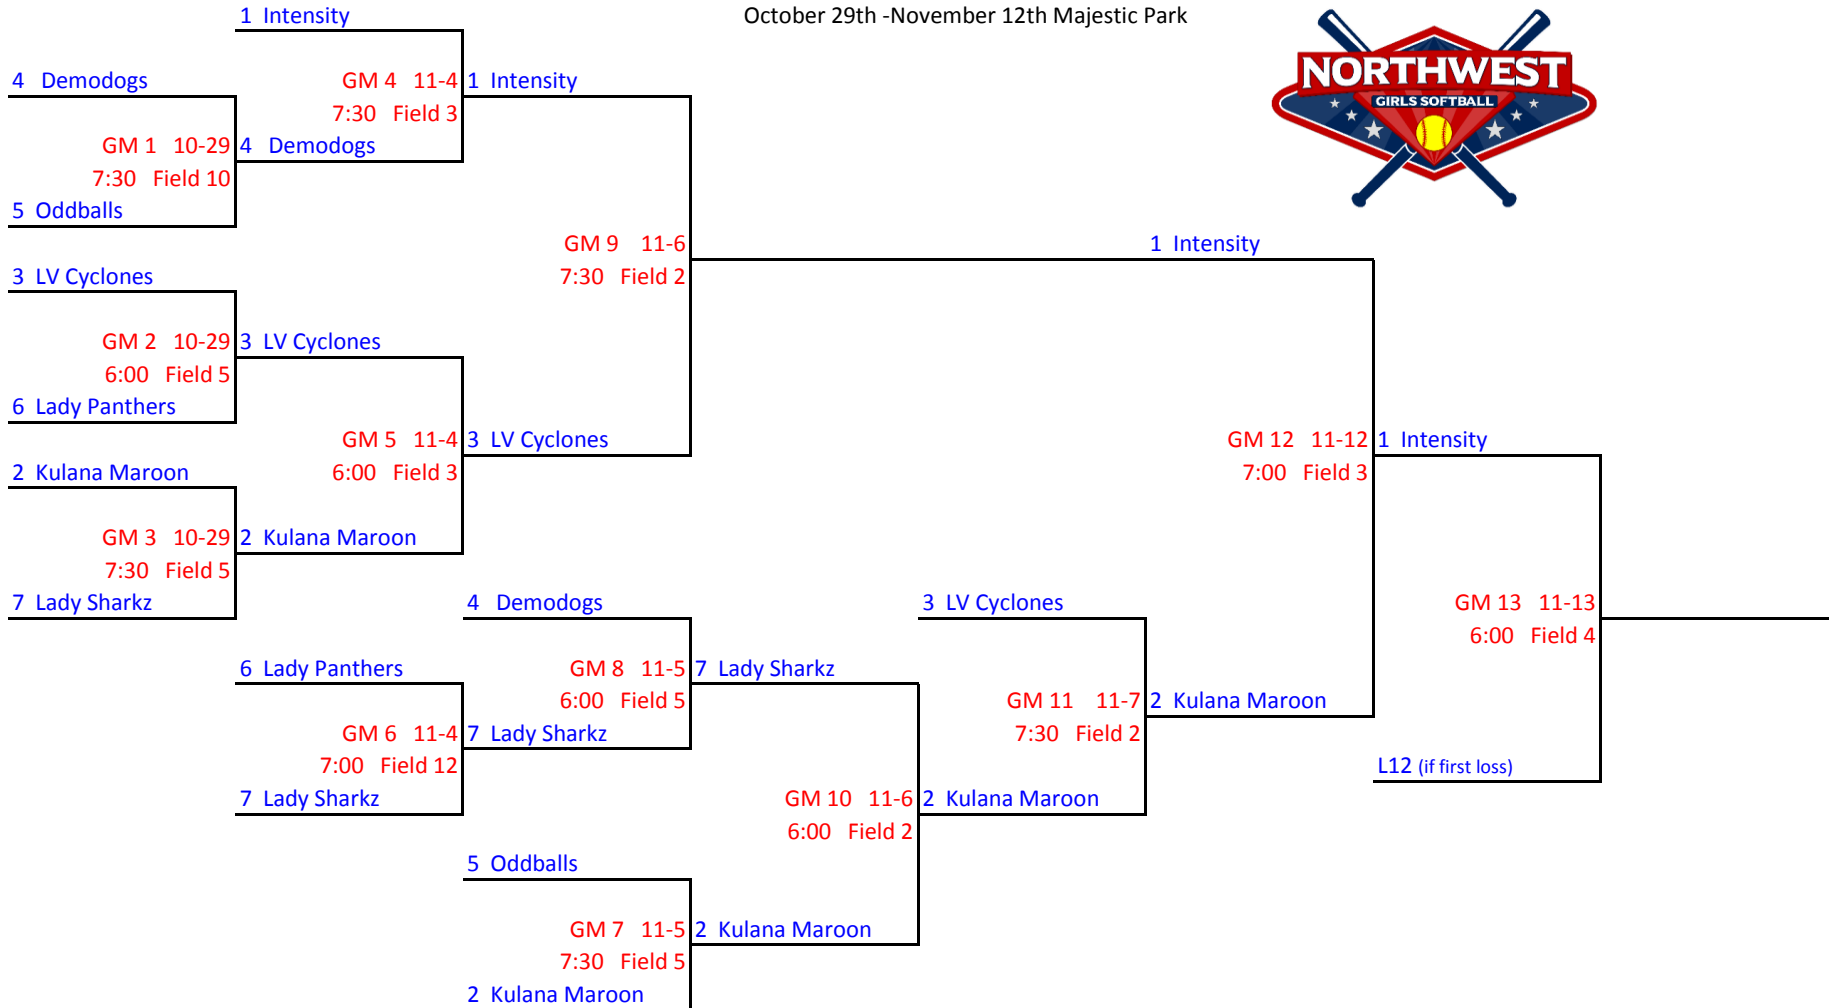 1 Intensity
October 29th -November 12th Majestic Park
NORTHWEST
GIRLS SOFTBALL
4 Demodogs
GM 4 11-4
1 Intensity
7:30 Field 3
GM 1 10-29
4 Demodogs
7:30 Field 10
5 Oddballs
GM 9 11-6
1 Intensity
7:30 Field 2
3 LV Cyclones
GM 2 10-29
3 LV Cyclones
6:00 Field 5
6 Lady Panthers
GM 5 11-4
3 LV Cyclones
GM 12 11-12
1 Intensity
6:00 Field 3
7:00 Field 3
2 Kulana Maroon
GM 3 10-29
2 Kulana Maroon
7:30 Field 5
7 Lady Sharkz
4 Demodogs
3 LV Cyclones
GM 13 11-13
6:00 Field 4
6 Lady Panthers
GM 8 11-5
7 Lady Sharkz
6:00 Field 5
GM 11 11-7
2 Kulana Maroon
7:30 Field 2
GM 6 11-4
7 Lady Sharkz
7:00 Field 12
L12 (if first loss)
7 Lady Sharkz
GM 10 11-6
2 Kulana Maroon
6:00 Field 2
5 Oddballs
GM 7 11-5
2 Kulana Maroon
7:30 Field 5
2 Kulana Maroon